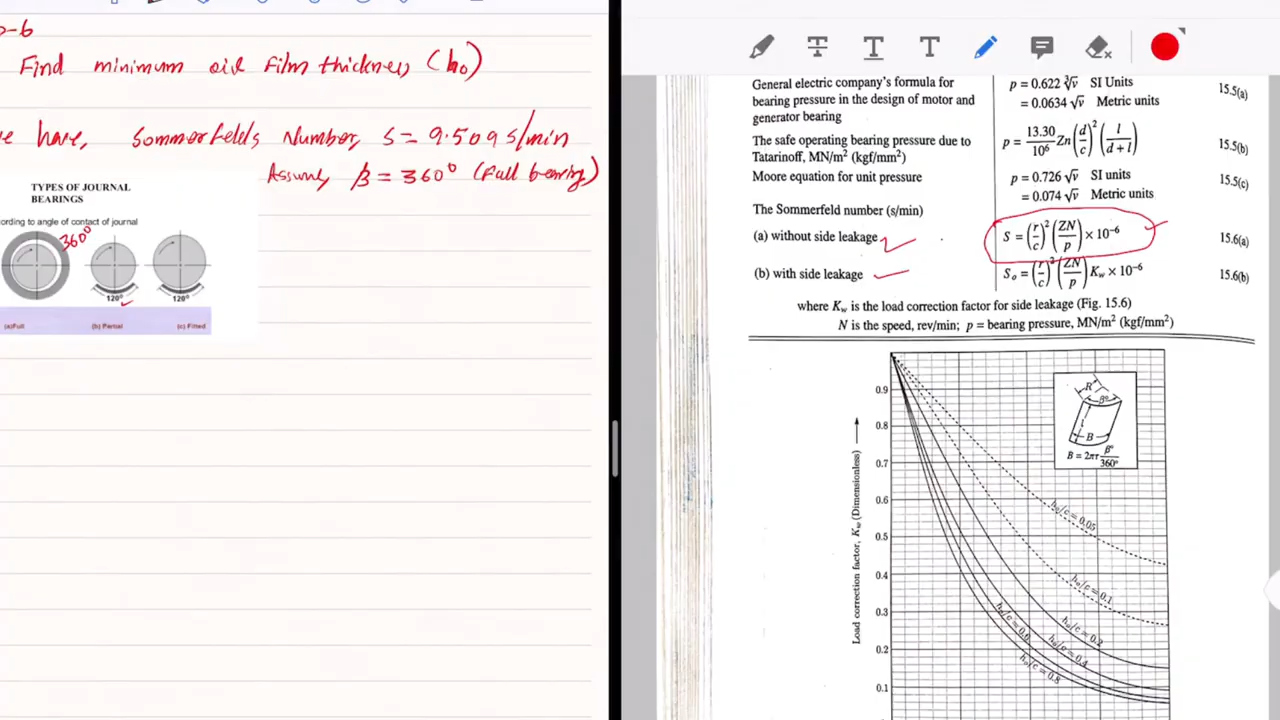 -6
Find minimum oil Film thickness, (h₀)
we have, Sommerfelds Number, S = 9.509 s/min
Assume, β = 360° (Full bearing)
TYPES OF JOURNAL
BEARINGS
ording to angle of contact of journal
360°
120°
120°
(a)Full
(b) Partial
(c) Fitted
T T
General electric company's formula for
bearing pressure in the design of motor and
generator bearing
p = 0.622 ∛v SI Units
= 0.0634 √v Metric units
15.5(a)
The safe operating bearing pressure due to
Tatarinoff, MN/m² (kgf/mm²)
p = 13.30/10⁶ Zn (d/c)² (l/(d + l))
15.5(b)
Moore equation for unit pressure
p = 0.726 √v SI units
= 0.074 √v Metric units
15.5(c)
The Sommerfeld number (s/min)
(a) without side leakage
S = (r/c)² (ZN/p) × 10⁻⁶
15.6(a)
(b) with side leakage
Sₒ = (r/c)² (ZN/p) K_w × 10⁻⁶
15.6(b)
where K_w is the load correction factor for side leakage (Fig. 15.6)
N is the speed, rev/min; p = bearing pressure, MN/m² (kgf/mm²)
Load correction factor, K_w (Dimensionless)
0.9
0.8
0.7
0.6
0.5
0.4
0.3
0.2
0.1
R
β°
B
B = 2πr β°/360°
h₀/c = 0.05
h₀/c = 0.1
h₀/c = 0.2
h₀/c = 0.4
h₀/c = 0.6
h₀/c = 0.8